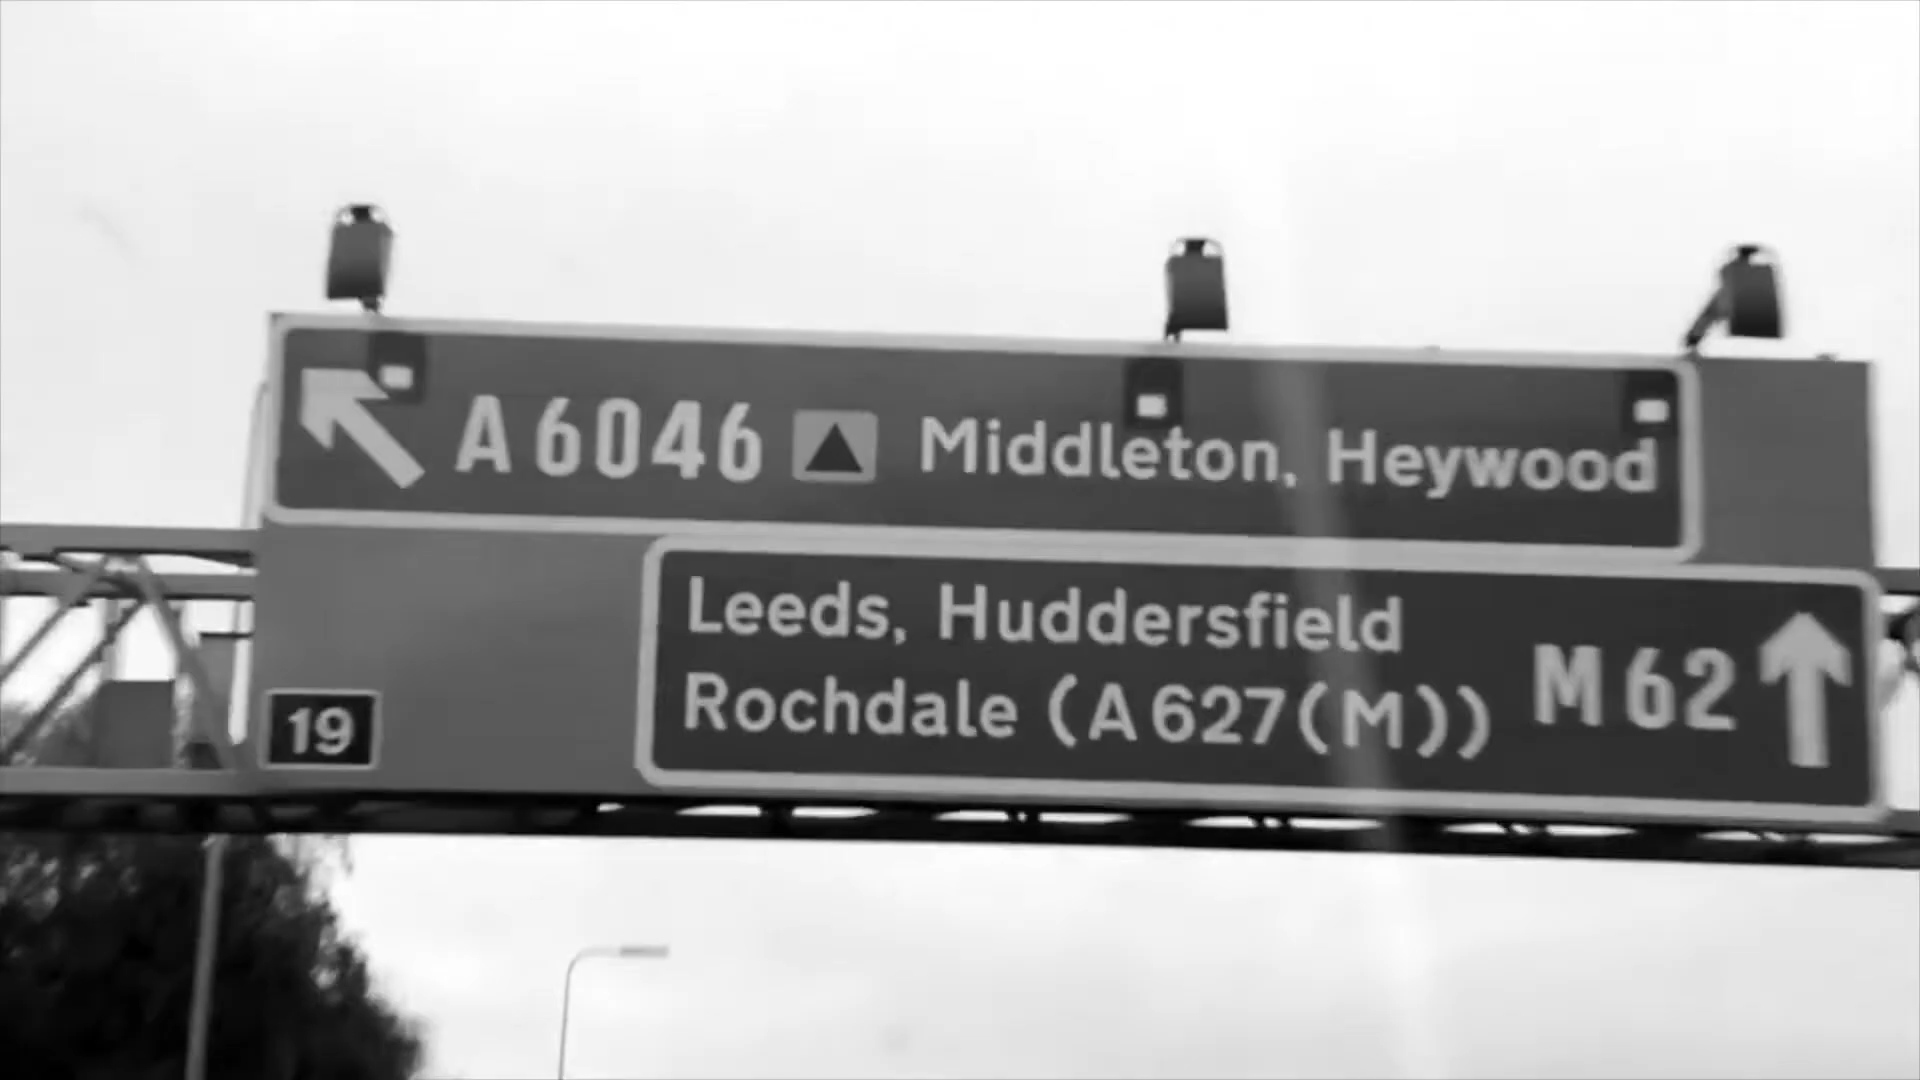 A6046 Middleton, Heywood
Leeds, Huddersfield
Rochdale (A627(M)) M62
19